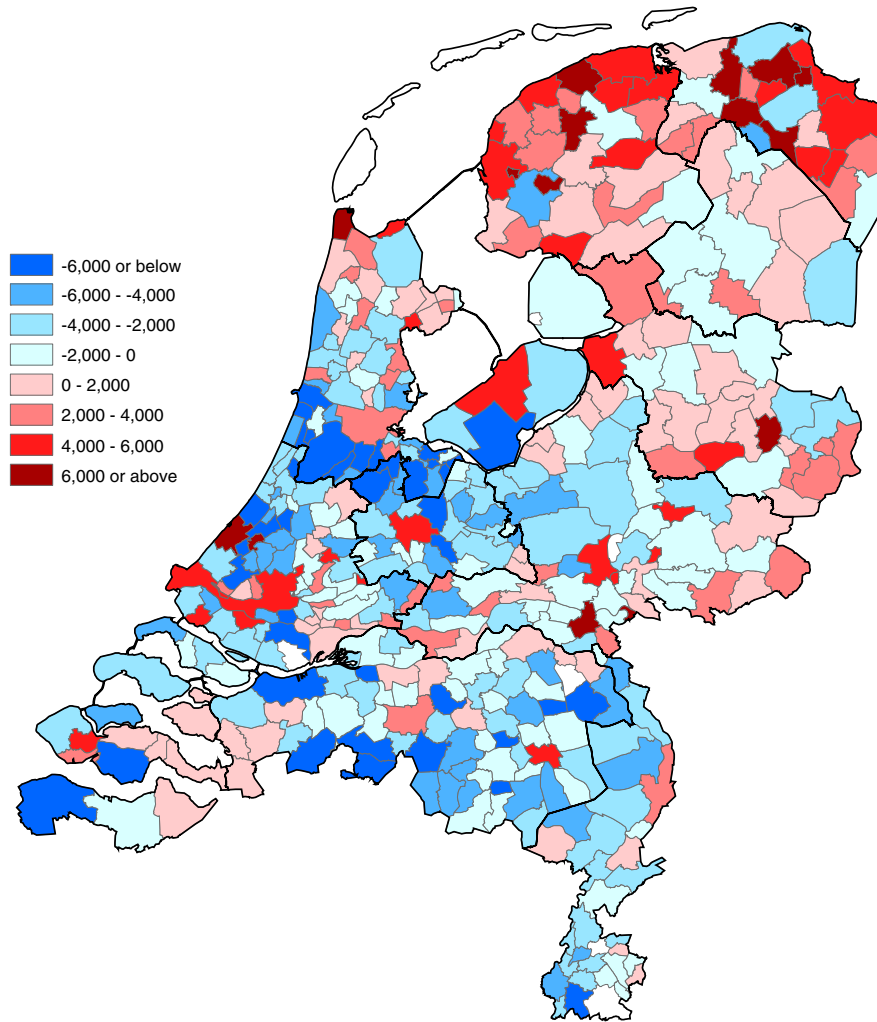 -6,000 or below
-6,000 - -4,000
-4,000 - -2,000
-2,000 - 0
0 - 2,000
2,000 - 4,000
4,000 - 6,000
6,000 or above